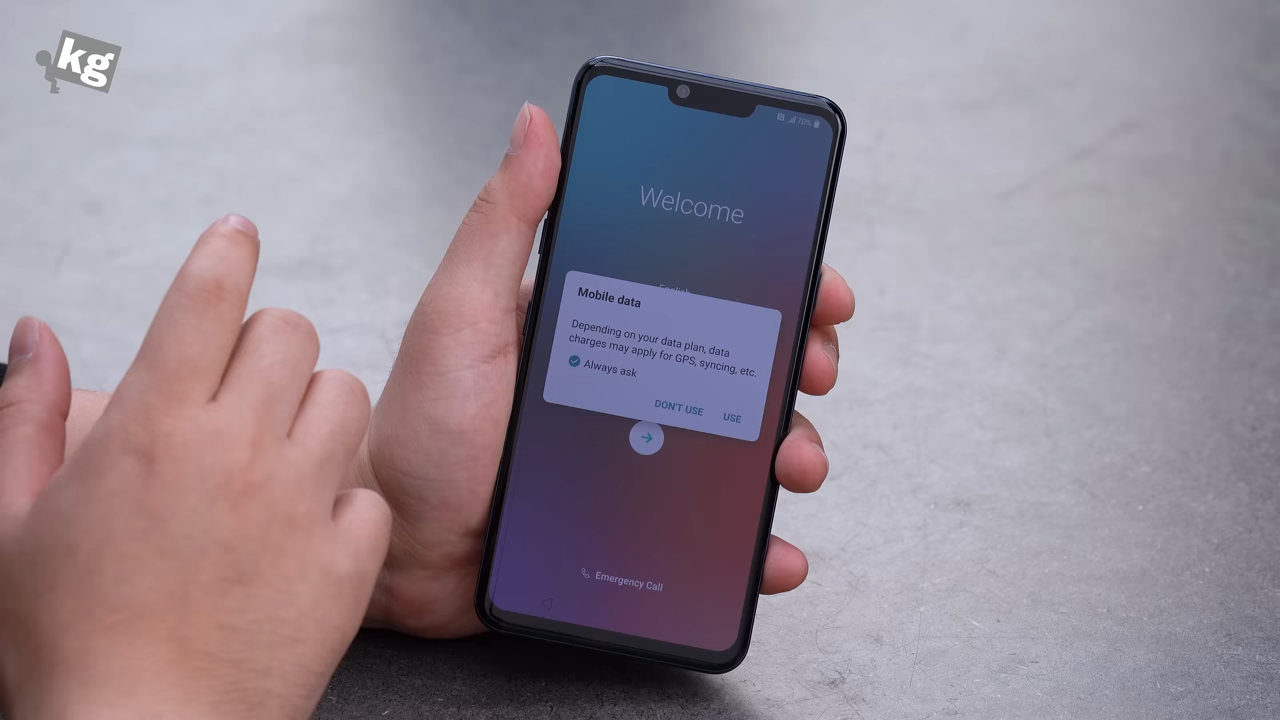 kg
70%
Welcome
English
Mobile data
Depending on your data plan, data
charges may apply for GPS, syncing, etc.
Always ask
DON'T USE USE
Emergency Call